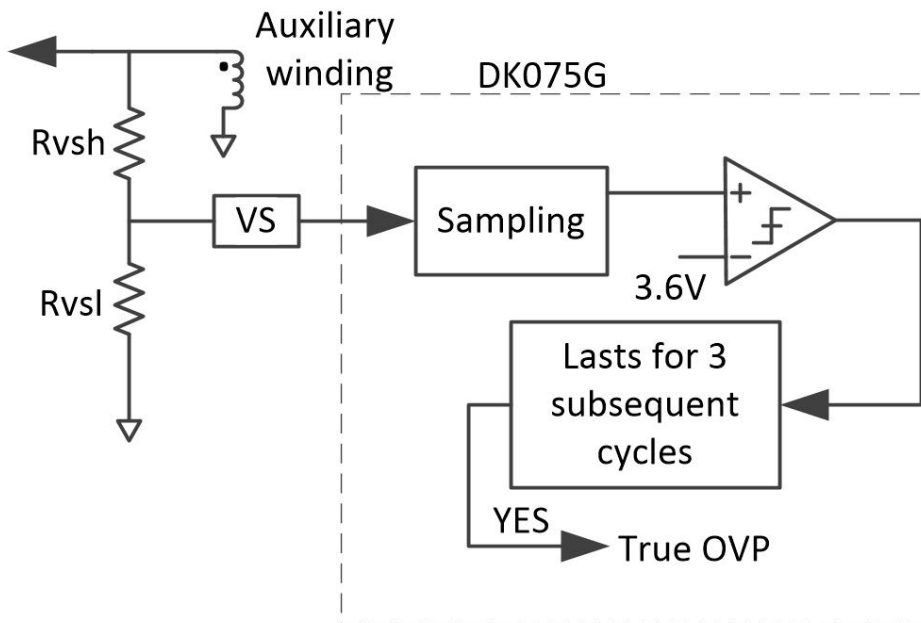 Auxiliary
winding
DK075G
Rvsh
VS
Sampling
+
−
3.6V
Rvsl
Lasts for 3
subsequent
cycles
YES
True OVP